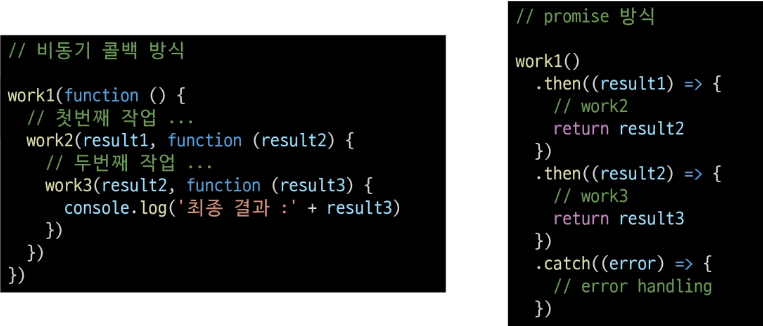 // 비동기 콜백 방식
work1(function () {
  // 첫번째 작업 ...
  work2(result1, function (result2) {
    // 두번째 작업 ...
    work3(result2, function (result3) {
      console.log('최종 결과 :' + result3)
    })
  })
})
// promise 방식
work1()
  .then((result1) => {
    // work2
    return result2
  })
  .then((result2) => {
    // work3
    return result3
  })
  .catch((error) => {
    // error handling
  })